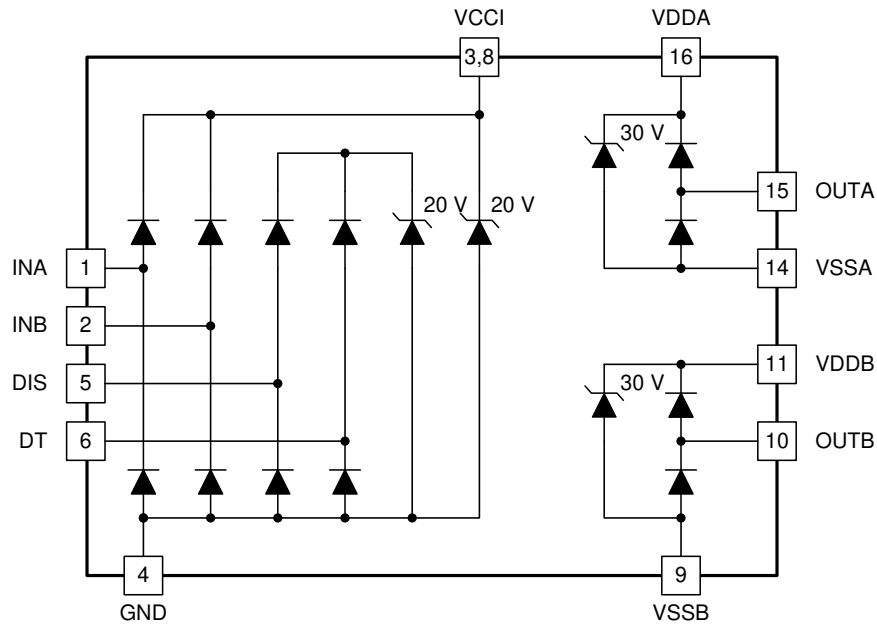 VCCI
VDDA
3,8
16
30 V
15
OUTA
20 V
20 V
INA
1
14
VSSA
INB
2
11
VDDB
DIS
5
30 V
DT
6
10
OUTB
4
9
GND
VSSB